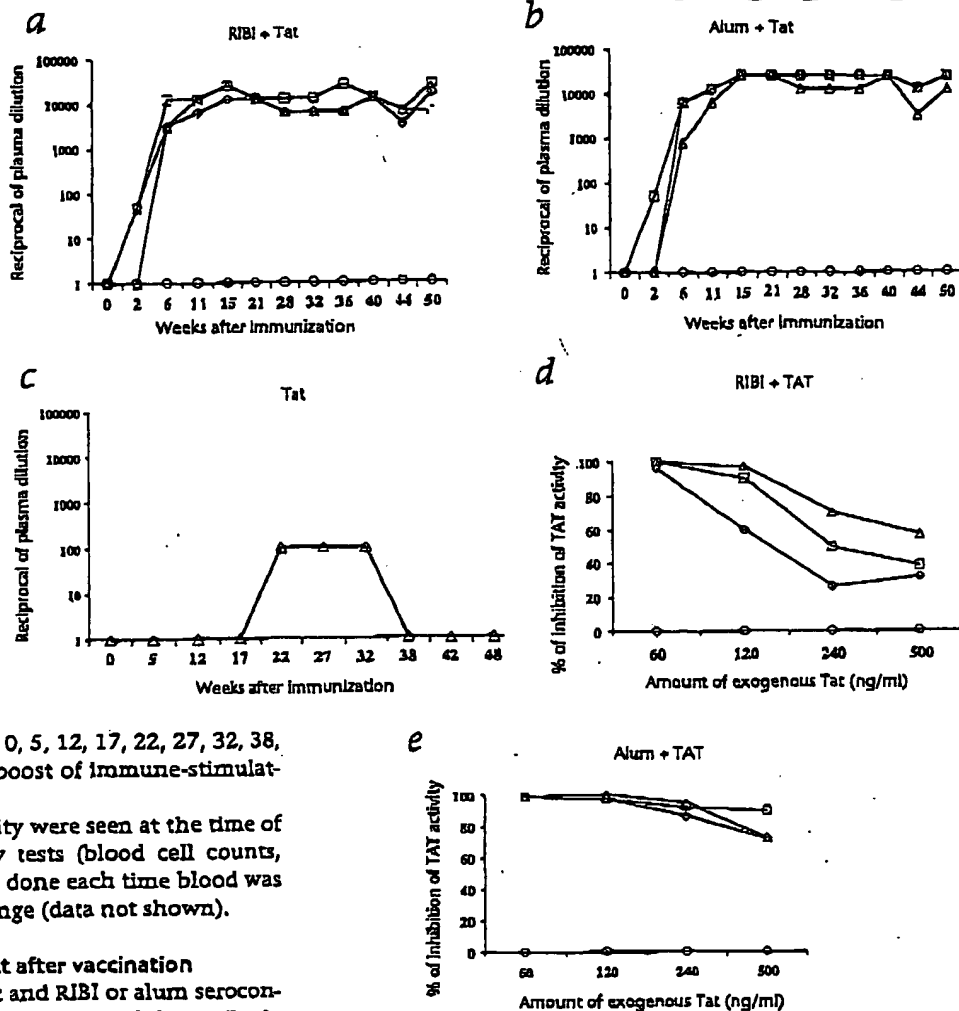 a
RIBI + Tat
Reciprocal of plasma dilution
100000
10000
1000
100
10
1
0 2 6 11 15 21 28 32 36 40 44 50
Weeks after immunization
b
Alum + Tat
Reciprocal of plasma dilution
100000
10000
1000
100
10
1
0 2 6 11 15 21 28 32 36 40 44 50
Weeks after immunization
c
Tat
Reciprocal of plasma dilution
100000
10000
1000
100
10
1
0 5 12 17 22 27 32 38 42 48
Weeks after immunization
d
RIBI + TAT
% of Inhibition of TAT activity
100
80
60
40
20
0
60 120 240 500
Amount of exogenous Tat (ng/ml)
0, 5, 12, 17, 22, 27, 32, 38,
boost of immune-stimulat-
ity were seen at the time of
tests (blood cell counts,
done each time blood was
nge (data not shown).
t after vaccination
and RIBI or alum serocon-
e
Alum + TAT
% of Inhibition of TAT activity
100
80
60
40
20
0
60 120 240 500
Amount of exogenous Tat (ng/ml)